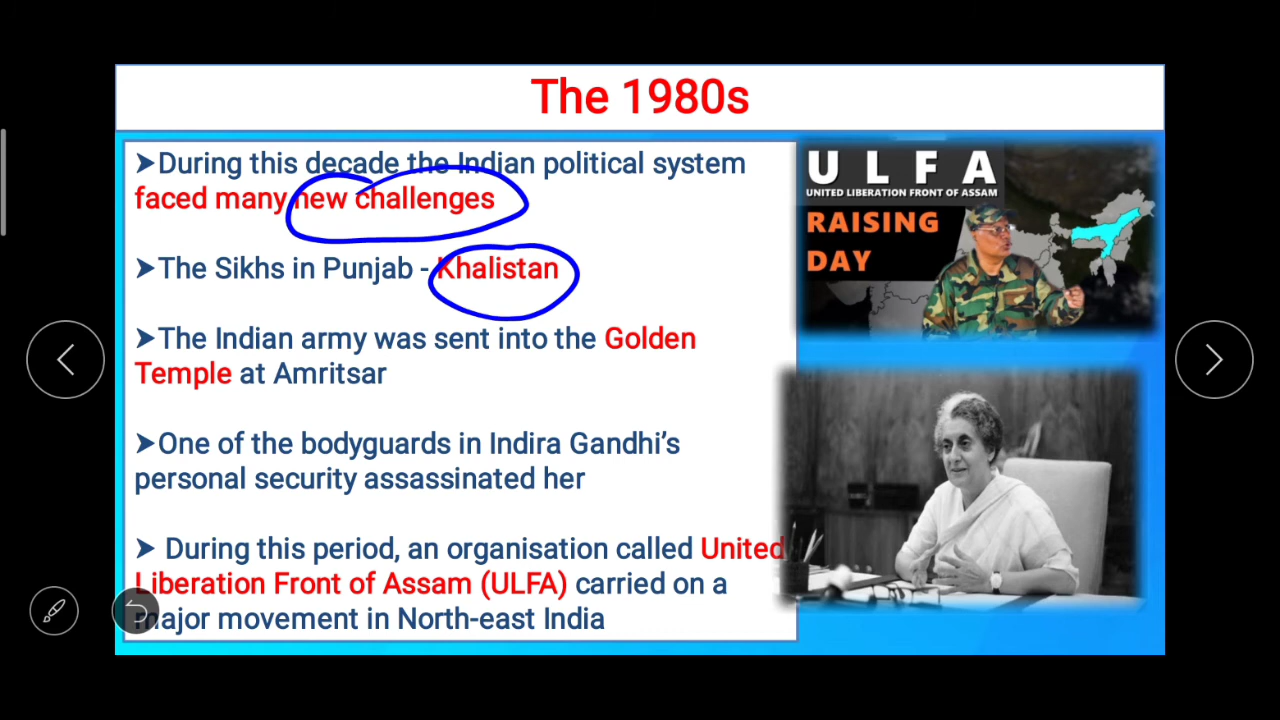 The 1980s
➤During this decade the Indian political system
faced many new challenges
➤The Sikhs in Punjab - Khalistan
➤The Indian army was sent into the Golden
Temple at Amritsar
➤One of the bodyguards in Indira Gandhi’s
personal security assassinated her
➤ During this period, an organisation called United
Liberation Front of Assam (ULFA) carried on a
major movement in North-east India
ULFA
UNITED LIBERATION FRONT OF ASSAM
RAISING
DAY